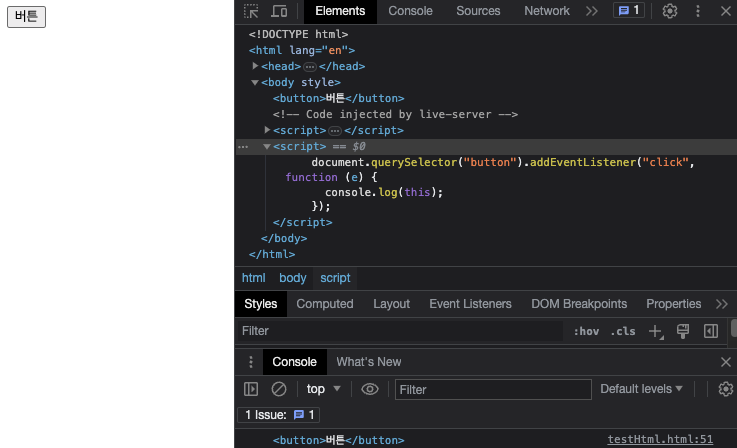 버튼
Elements Console Sources Network 1
<!DOCTYPE html>
<html lang="en">
<head>…</head>
<body style>
<button>버튼</button>
<!-- Code injected by live-server -->
<script>…</script>
… <script> == $0
document.querySelector("button").addEventListener("click",
function (e) {
console.log(this);
});
</script>
</body>
</html>
html body script
Styles Computed Layout Event Listeners DOM Breakpoints Properties
Filter :hov .cls
Console What's New
top Filter Default levels
1 Issue: 1
<button>버튼</button> testHtml.html:51